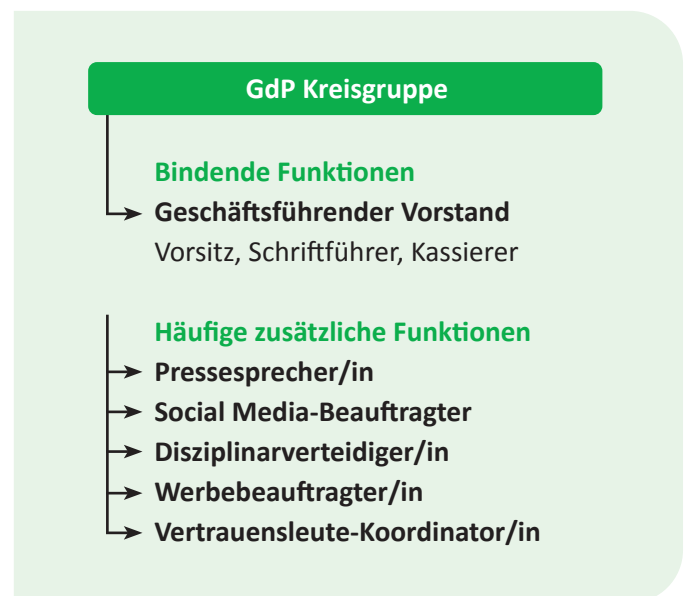 GdP Kreisgruppe
Bindende Funktionen
Geschäftsführender Vorstand
Vorsitz, Schriftführer, Kassierer
Häufige zusätzliche Funktionen
Pressesprecher/in
Social Media-Beauftragter
Disziplinarverteidiger/in
Werbebeauftragter/in
Vertrauensleute-Koordinator/in